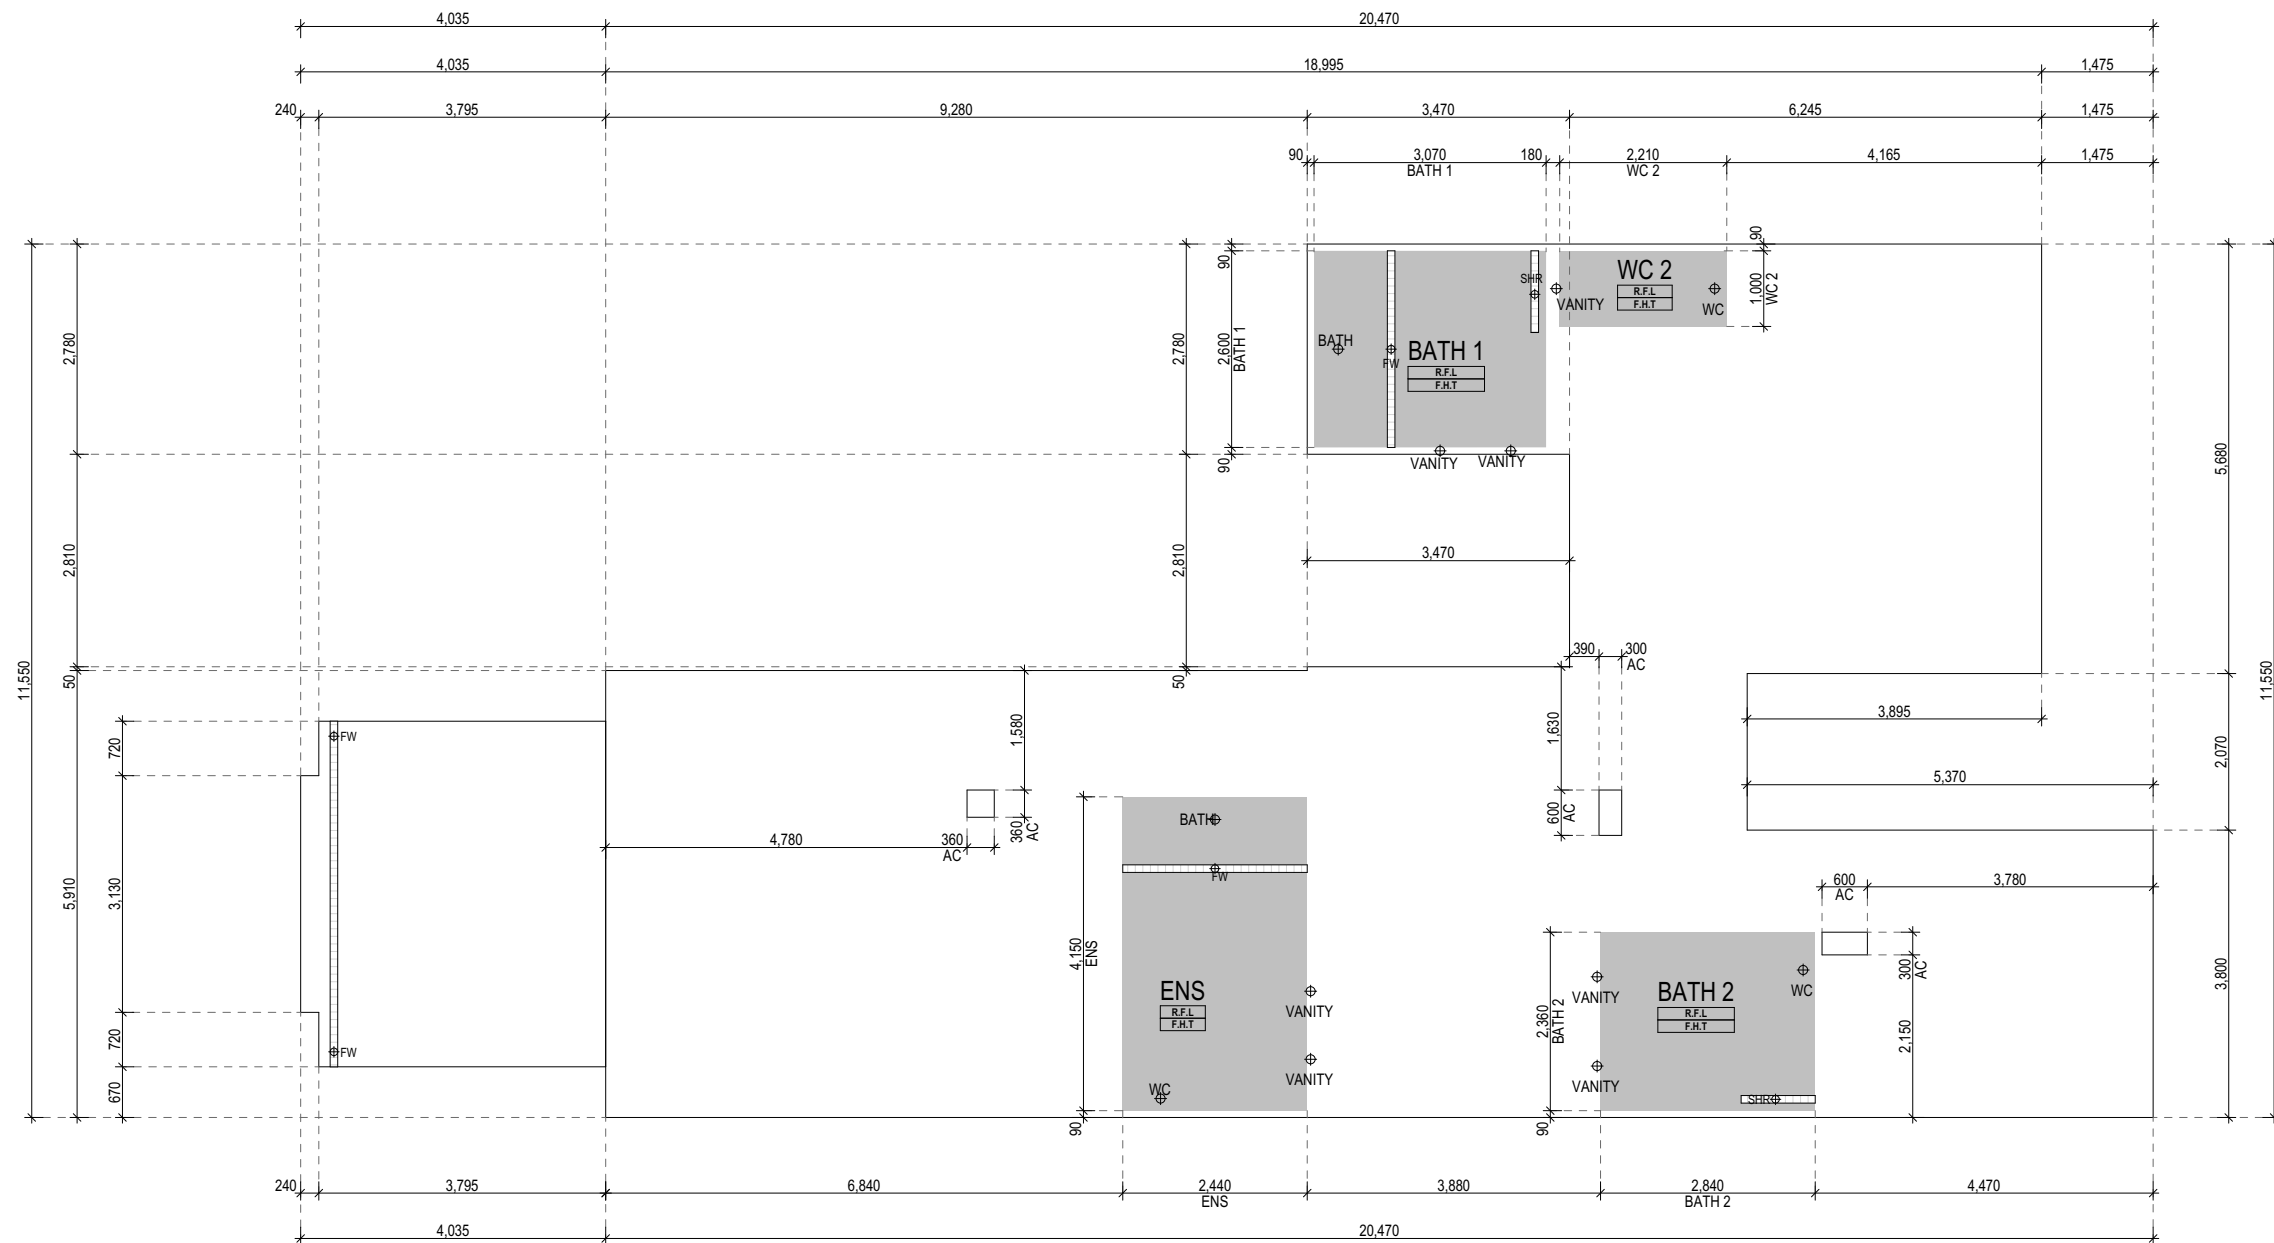 4,035
20,470
4,035
18,995
1,475
240
3,795
9,280
3,470
6,245
1,475
90
3,070
BATH 1
180
2,210
WC 2
4,165
1,475
11,550
2,780
2,810
50
5,910
720
3,130
720
670
2,780
2,810
50
90
2,600
BATH 1
90
BATH
FW
BATH 1
R.F.L
F.H.T
SHR
VANITY
VANITY
VANITY
WC 2
R.F.L
F.H.T
WC
90
1,000
WC 2
3,470
390
300
AC
1,630
600
AC
5,680
2,070
3,800
11,550
3,895
5,370
FW
FW
1,580
360
AC
4,780
360
AC
4,150
ENS
90
BATH
FW
ENS
R.F.L
F.H.T
WC
VANITY
VANITY
2,360
BATH 2
90
VANITY
VANITY
BATH 2
R.F.L
F.H.T
WC
SHR
600
AC
3,780
300
AC
2,150
240
3,795
6,840
2,440
ENS
3,880
2,840
BATH 2
4,470
4,035
20,470